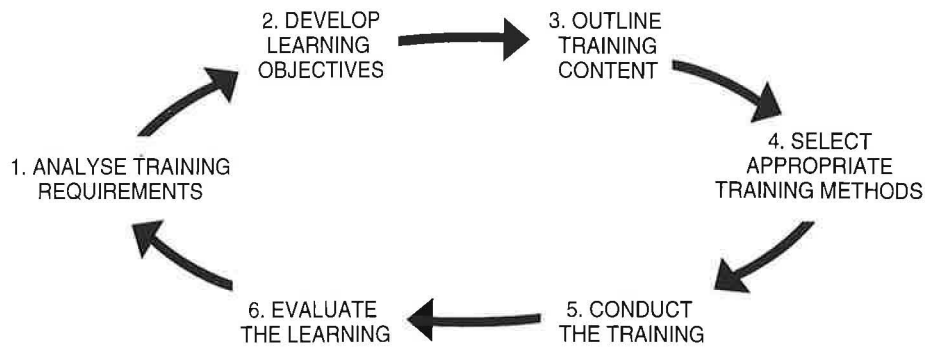 2. DEVELOP
LEARNING
OBJECTIVES
3. OUTLINE
TRAINING
CONTENT
4. SELECT
APPROPRIATE
TRAINING METHODS
1. ANALYSE TRAINING
REQUIREMENTS
6. EVALUATE
THE LEARNING
5. CONDUCT
THE TRAINING